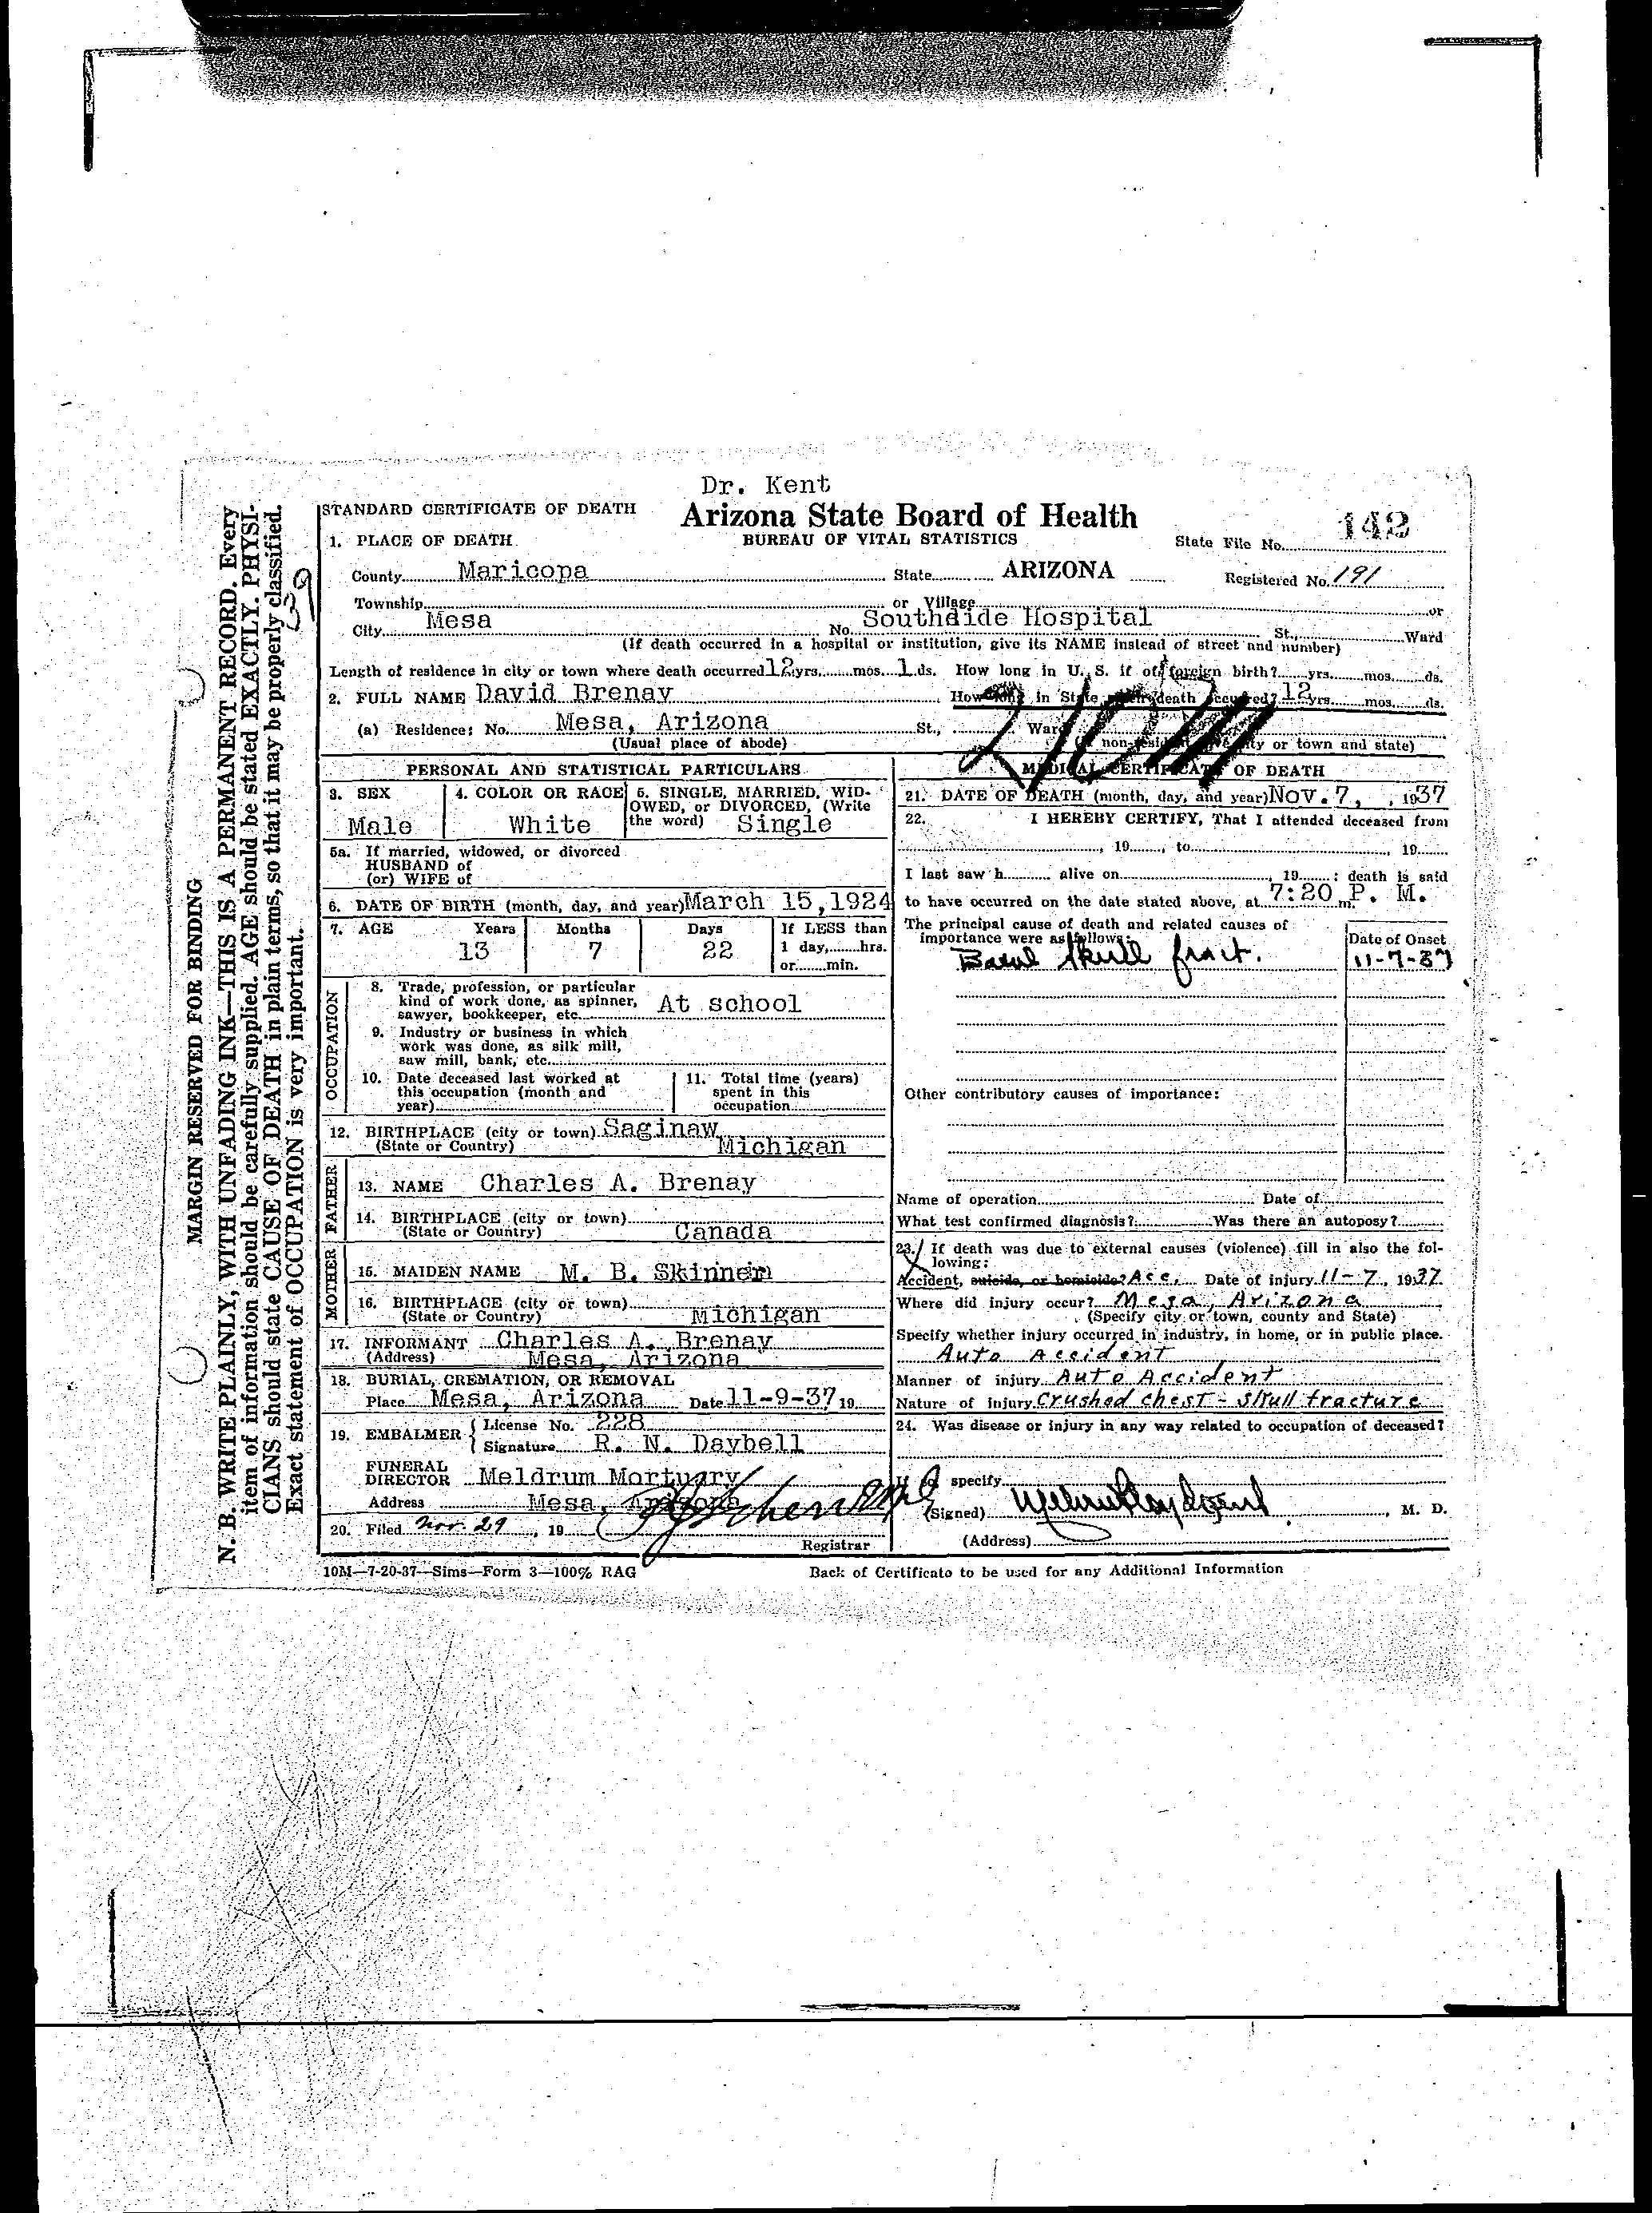 Dr. Kent
STANDARD CERTIFICATE OF DEATH
Arizona State Board of Health
BUREAU OF VITAL STATISTICS
State File No. 142
1. PLACE OF DEATH
County Maricopa State ARIZONA Registered No. 191
Township or Village or
City Mesa No. Southside Hospital St., Ward
(If death occurred in a hospital or institution, give its NAME instead of street and number)
Length of residence in city or town where death occurred 12 yrs. mos. 1 ds. How long in U. S. if of foreign birth? yrs. mos. ds.
2. FULL NAME David Brenay How long in State death occurred? 12 yrs. mos. ds.
(a) Residence: No. Mesa, Arizona St., Ward
(Usual place of abode) city or town and state)
PERSONAL AND STATISTICAL PARTICULARS
3. SEX Male
4. COLOR OR RACE White
5. SINGLE, MARRIED, WIDOWED, or DIVORCED, (Write the word) Single
5a. If married, widowed, or divorced
HUSBAND of
(or) WIFE of
6. DATE OF BIRTH (month, day, and year) March 15, 1924
7. AGE Years 13 Months 7 Days 22 If LESS than 1 day, hrs. or min.
OCCUPATION
8. Trade, profession, or particular
kind of work done, as spinner,
sawyer, bookkeeper, etc. At school
9. Industry or business in which
work was done, as silk mill,
saw mill, bank, etc.
10. Date deceased last worked at
this occupation (month and
year)
11. Total time (years)
spent in this
occupation
12. BIRTHPLACE (city or town) Saginaw
(State or Country) Michigan
FATHER
13. NAME Charles A. Brenay
14. BIRTHPLACE (city or town)
(State or Country) Canada
MOTHER
15. MAIDEN NAME M. B. Skinner
16. BIRTHPLACE (city or town)
(State or Country) Michigan
17. INFORMANT Charles A. Brenay
(Address) Mesa, Arizona
18. BURIAL, CREMATION, OR REMOVAL
Place Mesa, Arizona Date 11-9-37 19
19. EMBALMER License No. 228
Signature R. N. Daybell
FUNERAL
DIRECTOR Meldrum Mortuary
Address Mesa, Arizona
20. Filed Nov. 29, 19
Registrar
MEDICAL CERTIFICATE OF DEATH
21. DATE OF DEATH (month, day, and year) Nov. 7, , 1937
22. I HEREBY CERTIFY, That I attended deceased from
, 19 , to , 19
I last saw h alive on , 19 : death is said
to have occurred on the date stated above, at 7:20 m. P. M.
The principal cause of death and related causes of
importance were as follows:
Date of Onset
Basul Skull fract. 11-7-37
Other contributory causes of importance:
Name of operation Date of
What test confirmed diagnosis? Was there an autoposy?
23. If death was due to external causes (violence) fill in also the fol-
lowing:
Accident, suicide, or homicide? Acc. Date of injury 11-7, 1937
Where did injury occur? Mesa, Arizona
(Specify city or town, county and State)
Specify whether injury occurred in industry, in home, or in public place.
Auto Accident
Manner of injury Auto Accident
Nature of injury Crushed chest - Skull fracture
24. Was disease or injury in any way related to occupation of deceased?
If so specify
(Signed) , M. D.
(Address)
10M-7-20-37-Sims-Form 3-100% RAG
Back of Certificate to be used for any Additional Information
MARGIN RESERVED FOR BINDING
N. B. WRITE PLAINLY, WITH UNFADING INK—THIS IS A PERMANENT RECORD. Every
item of information should be carefully supplied. AGE should be stated EXACTLY. PHYSI-
CIANS should state CAUSE OF DEATH in plain terms, so that it may be properly classified.
Exact statement of OCCUPATION is very important.